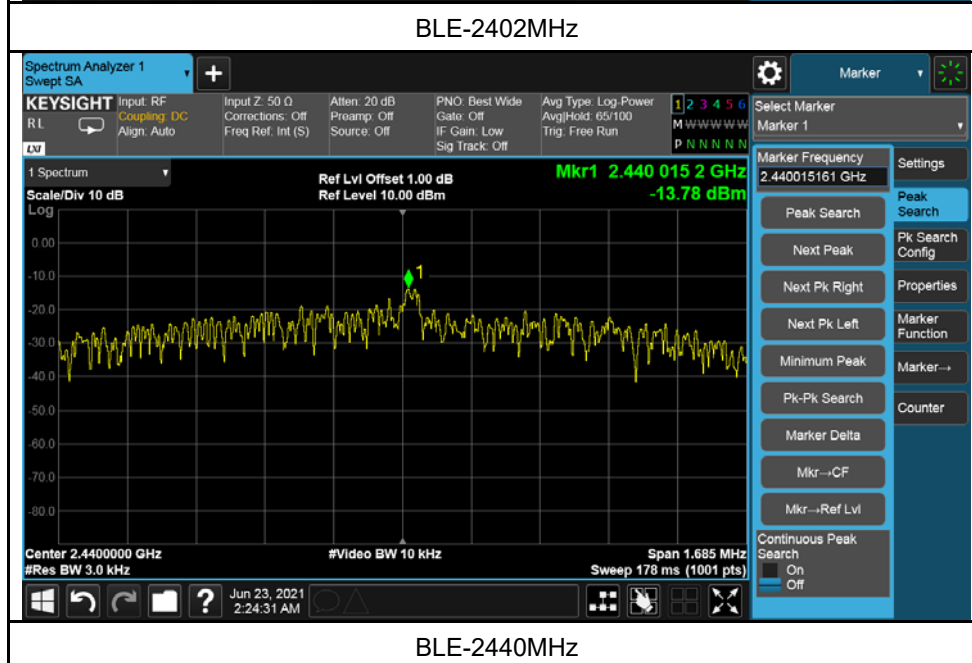 BLE-2402MHz
Spectrum Analyzer 1
Swept SA
+
Marker
KEYSIGHT
RL
LXI
Input: RF
Coupling: DC
Align: Auto
Input Z: 50 Ω
Corrections: Off
Freq Ref: Int (S)
Atten: 20 dB
Preamp: Off
Source: Off
PNO: Best Wide
Gate: Off
IF Gain: Low
Sig Track: Off
Avg Type: Log-Power
Avg|Hold: 65/100
Trig: Free Run
1 2 3 4 5 6
M W W W W W
P N N N N N
Select Marker
Marker 1
1 Spectrum
Scale/Div 10 dB
Log
Ref Lvl Offset 1.00 dB
Ref Level 10.00 dBm
Mkr1 2.440 015 2 GHz
-13.78 dBm
0.00
-10.0
-20.0
-30.0
-40.0
-50.0
-60.0
-70.0
-80.0
1
Center 2.4400000 GHz
#Res BW 3.0 kHz
#Video BW 10 kHz
Span 1.685 MHz
Sweep 178 ms (1001 pts)
Marker Frequency
2.440015161 GHz
Peak Search
Next Peak
Next Pk Right
Next Pk Left
Minimum Peak
Pk-Pk Search
Marker Delta
Mkr→CF
Mkr→Ref Lvl
Continuous Peak
Search
On
Off
Settings
Peak
Search
Pk Search
Config
Properties
Marker
Function
Marker→
Counter
?
Jun 23, 2021
2:24:31 AM
BLE-2440MHz